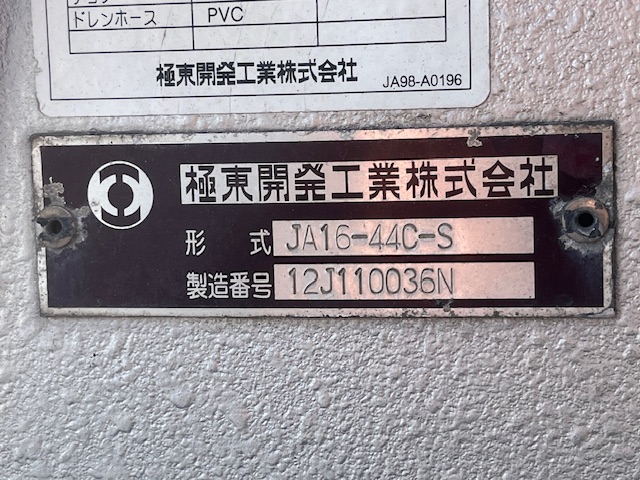 ドレンホース PVC
極東開発工業株式会社 JA98-A0196
極東開発工業株式会社
形式 JA16-44C-S
製造番号 12J110036N